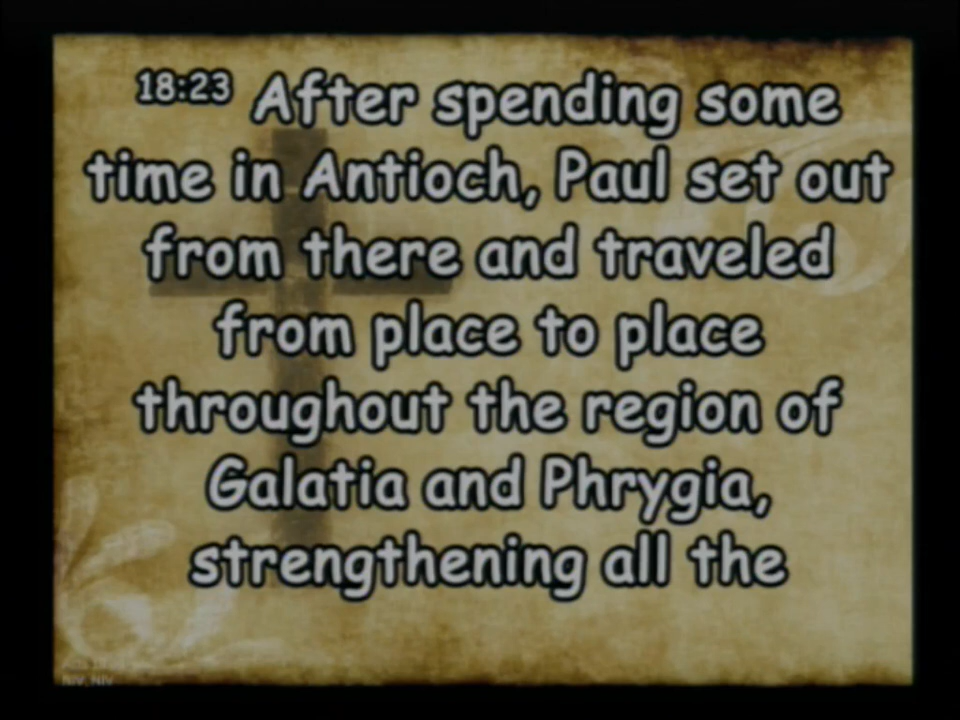 18:23 After spending some
time in Antioch, Paul set out
from there and traveled
from place to place
throughout the region of
Galatia and Phrygia,
strengthening all the
NIV, NIV